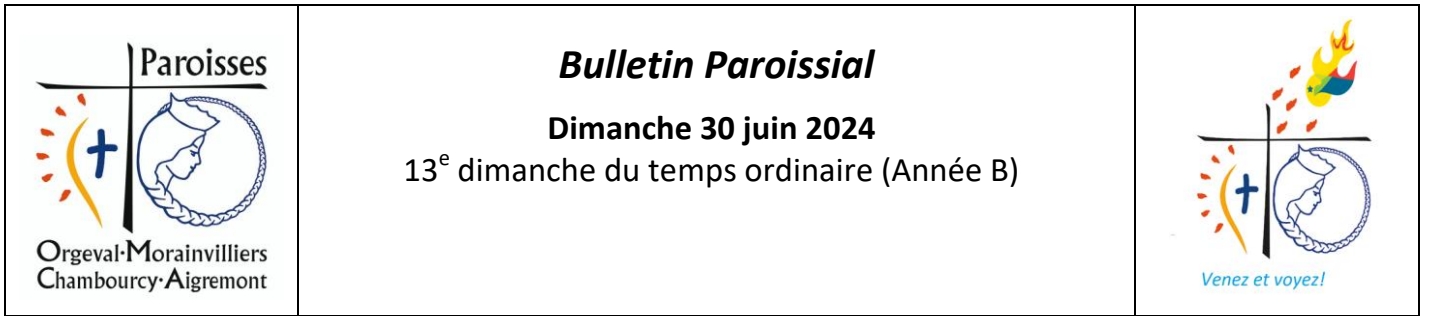 Paroisses
Orgeval·Morainvilliers
Chambourcy·Aigremont
Bulletin Paroissial
Dimanche 30 juin 2024
13e dimanche du temps ordinaire (Année B)
Venez et voyez!